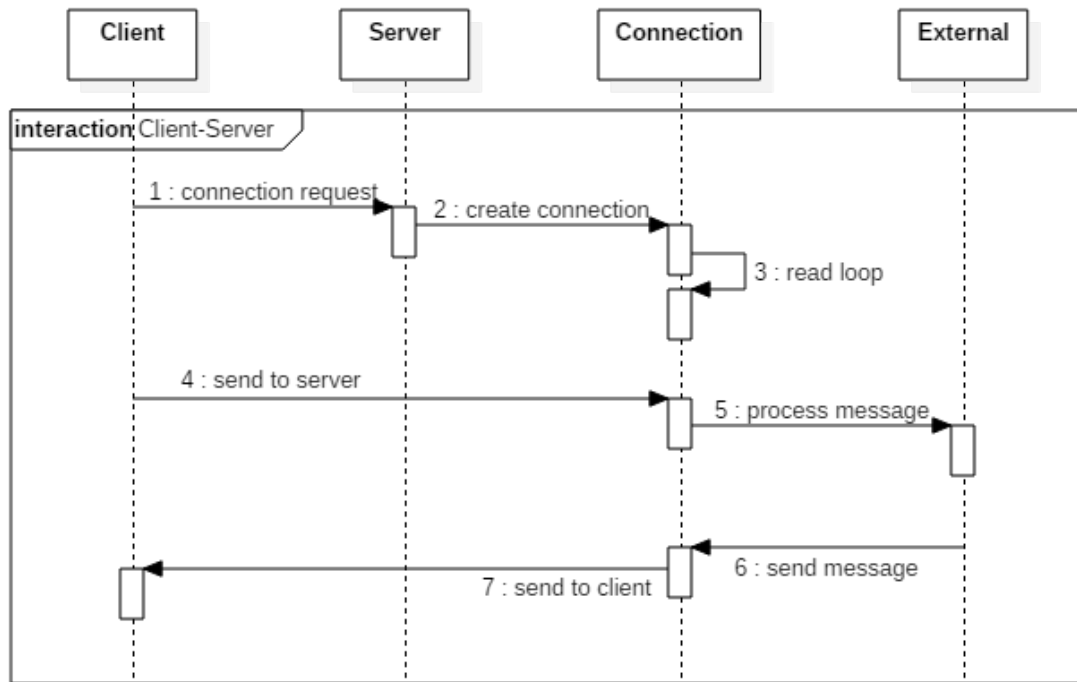 Client
Server
Connection
External
interaction Client-Server
1 : connection request
2 : create connection
3 : read loop
4 : send to server
5 : process message
6 : send message
7 : send to client